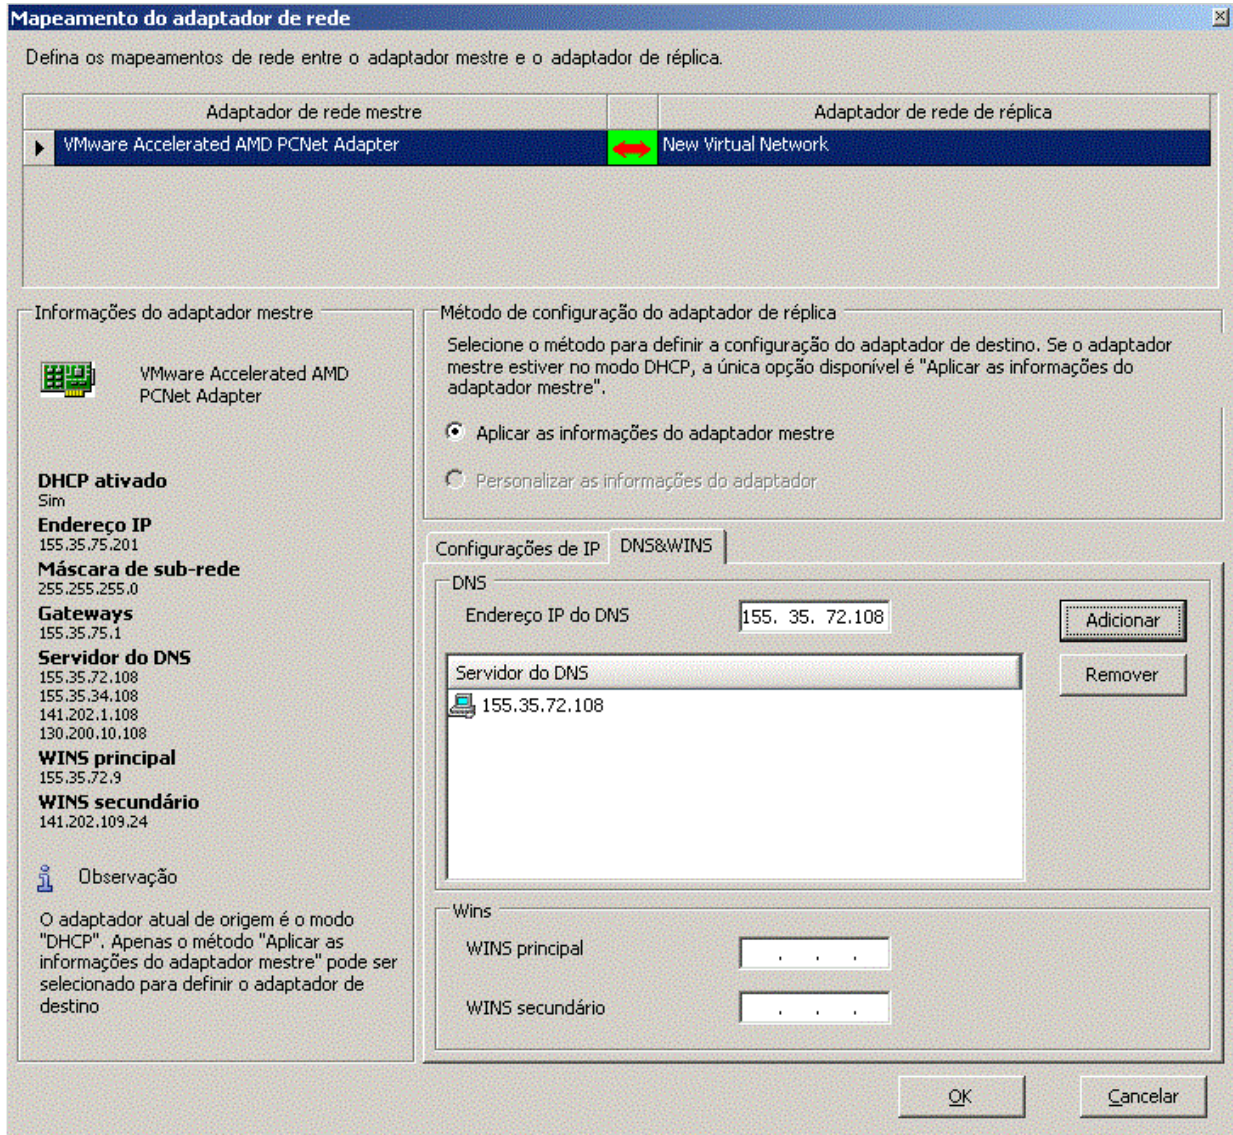 Mapeamento do adaptador de rede
Defina os mapeamentos de rede entre o adaptador mestre e o adaptador de réplica.
Adaptador de rede mestre
Adaptador de rede de réplica
VMware Accelerated AMD PCNet Adapter
New Virtual Network
Informações do adaptador mestre
VMware Accelerated AMD
PCNet Adapter
DHCP ativado
Sim
Endereço IP
155.35.75.201
Máscara de sub-rede
255.255.255.0
Gateways
155.35.75.1
Servidor do DNS
155.35.72.108
155.35.34.108
141.202.1.108
130.200.10.108
WINS principal
155.35.72.9
WINS secundário
141.202.109.24
Observação
O adaptador atual de origem é o modo
"DHCP". Apenas o método "Aplicar as
informações do adaptador mestre" pode ser
selecionado para definir o adaptador de
destino
Método de configuração do adaptador de réplica
Selecione o método para definir a configuração do adaptador de destino. Se o adaptador
mestre estiver no modo DHCP, a única opção disponível é "Aplicar as informações do
adaptador mestre".
Aplicar as informações do adaptador mestre
Personalizar as informações do adaptador
Configurações de IP
DNS&WINS
DNS
Endereço IP do DNS
155. 35. 72.108
Adicionar
Servidor do DNS
Remover
155.35.72.108
Wins
WINS principal
. . .
WINS secundário
. . .
OK
Cancelar